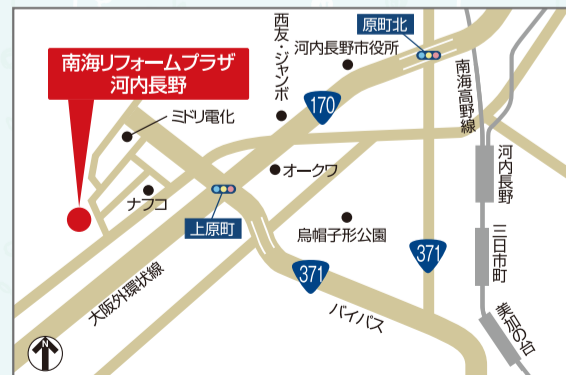 南海リフォームプラザ
河内長野
ミドリ電化
ナフコ
大阪外環状線
西友・ジャンボ
河内長野市役所
原町北
170
南海高野線
オークワ
上原町
烏帽子形公園
371
371
バイパス
河内長野
三日市町
美加の台
N